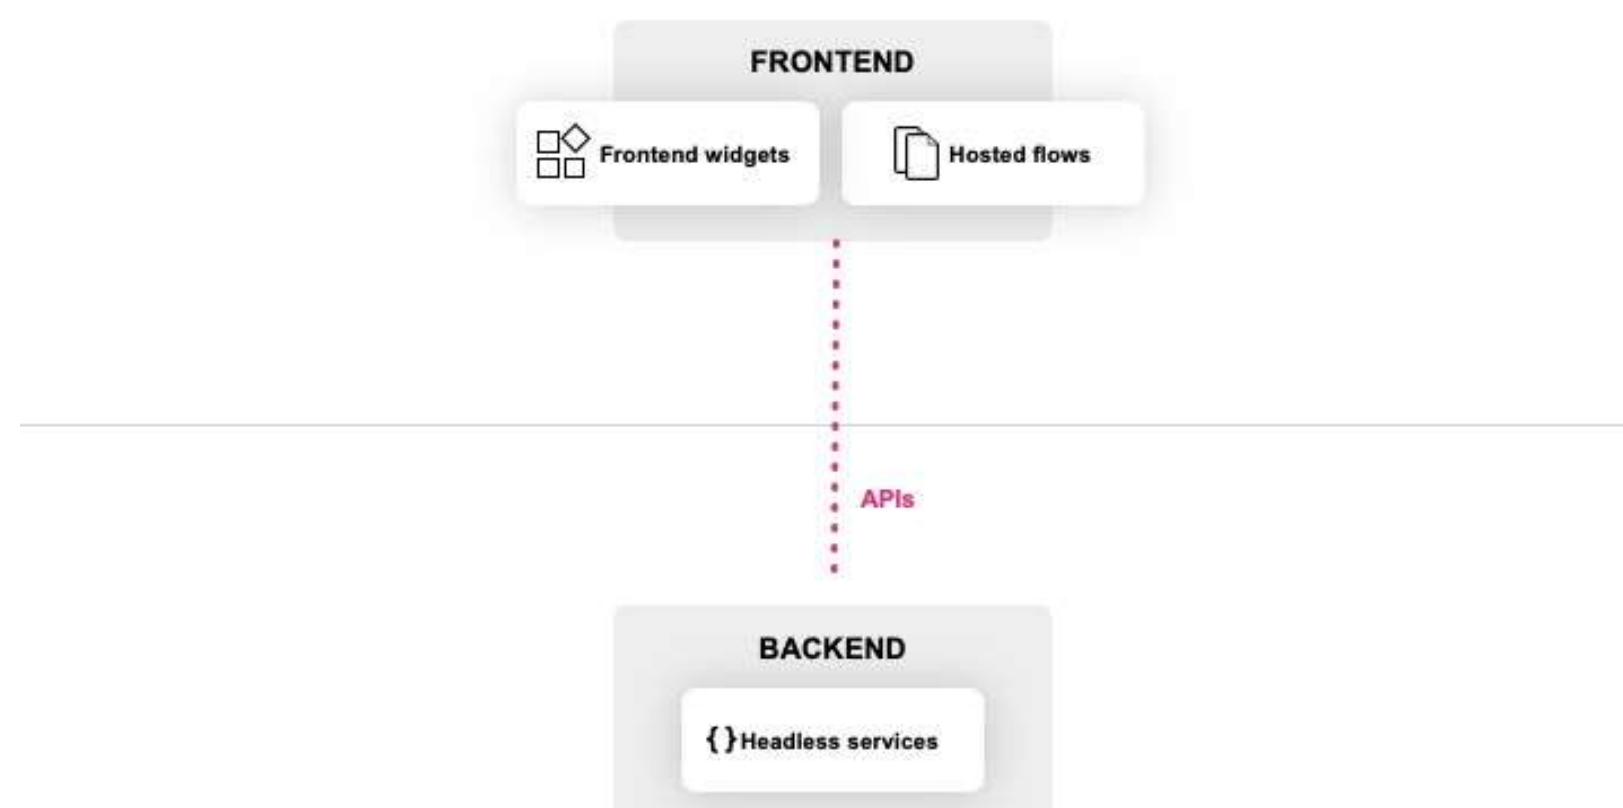 FRONTEND
Frontend widgets
Hosted flows
APIs
BACKEND
{ } Headless services